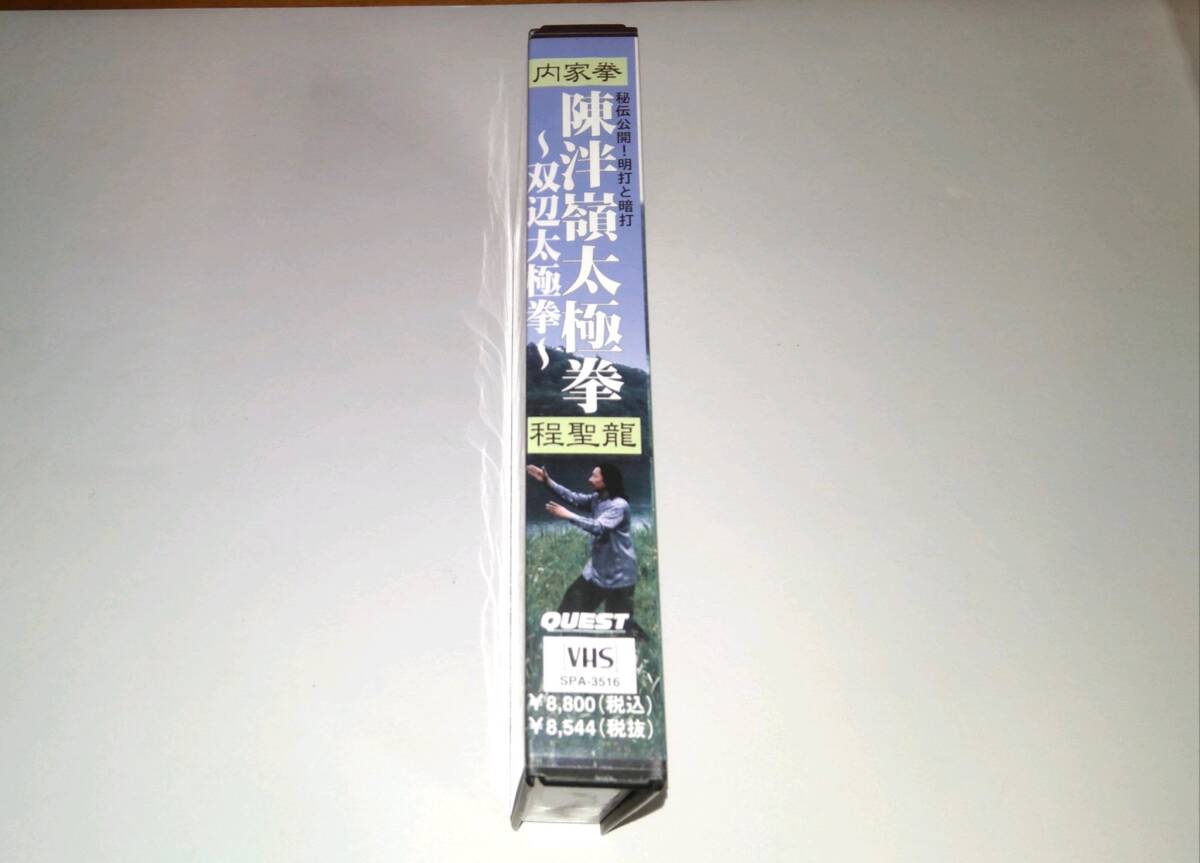 内家拳
秘伝公開!明打と暗打
陳泮嶺太極拳
～双辺太極拳～
程聖龍
QUEST
VHS
SPA-3516
¥8,800(税込)
¥8,544(税抜)